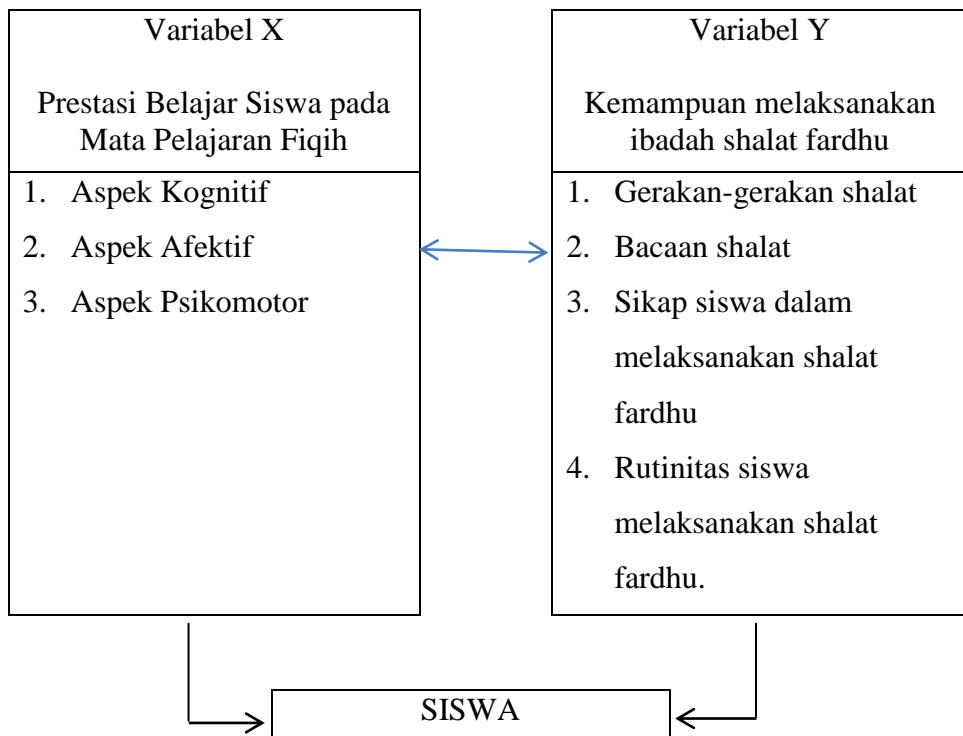 Variabel X
Prestasi Belajar Siswa pada
Mata Pelajaran Fiqih
1. Aspek Kognitif
2. Aspek Afektif
3. Aspek Psikomotor
Variabel Y
Kemampuan melaksanakan
ibadah shalat fardhu
1. Gerakan-gerakan shalat
2. Bacaan shalat
3. Sikap siswa dalam
melaksanakan shalat
fardhu
4. Rutinitas siswa
melaksanakan shalat
fardhu.
SISWA